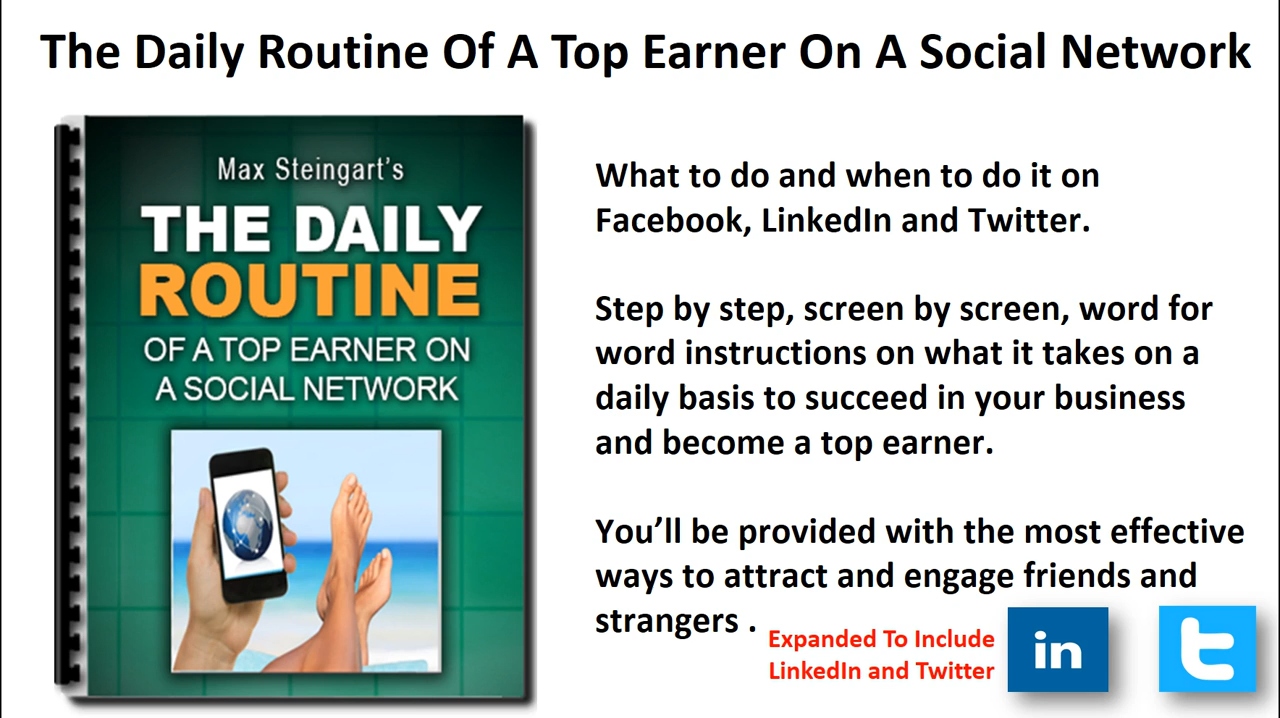 The Daily Routine Of A Top Earner On A Social Network
Max Steingart's
THE DAILY
ROUTINE
OF A TOP EARNER ON
A SOCIAL NETWORK
What to do and when to do it on
Facebook, LinkedIn and Twitter.
Step by step, screen by screen, word for
word instructions on what it takes on a
daily basis to succeed in your business
and become a top earner.
You’ll be provided with the most effective
ways to attract and engage friends and
strangers .
Expanded To Include
LinkedIn and Twitter
in
t